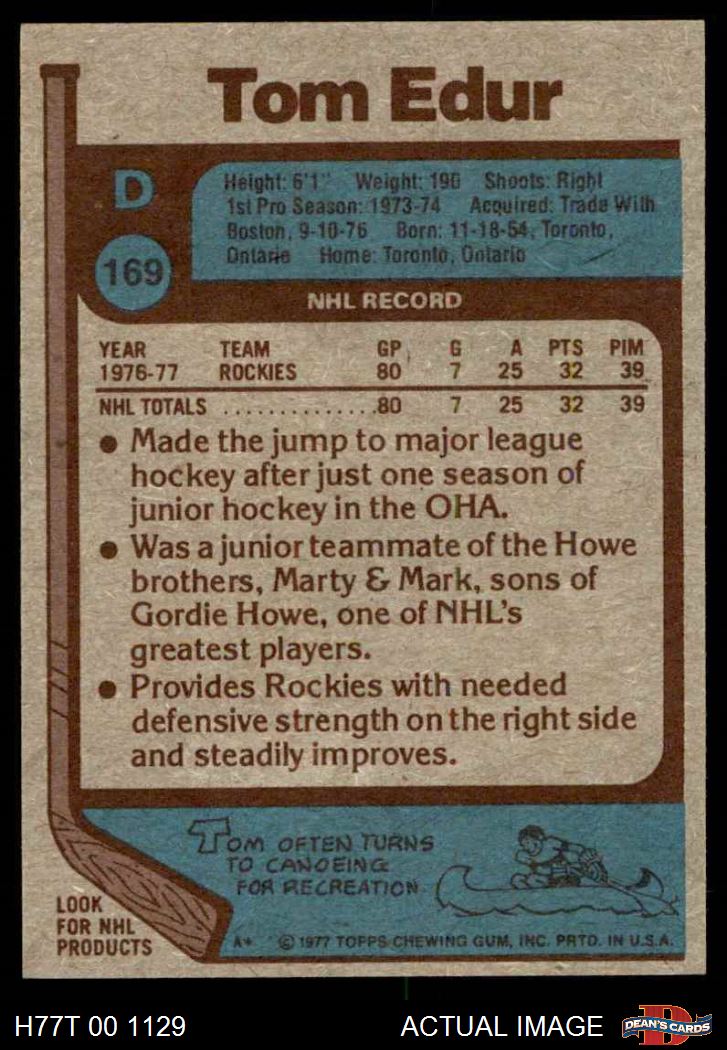 Tom Edur
D
169
Height: 6'1" Weight: 190 Shoots: Right
1st Pro Season: 1973-74 Acquired: Trade With
Boston, 9-10-76 Born: 11-18-54, Toronto,
Ontario Home: Toronto, Ontario
NHL RECORD
YEAR TEAM GP G A PTS PIM
1976-77 ROCKIES 80 7 25 32 39
NHL TOTALS ..............80 7 25 32 39
● Made the jump to major league
hockey after just one season of
junior hockey in the OHA.
● Was a junior teammate of the Howe
brothers, Marty & Mark, sons of
Gordie Howe, one of NHL's
greatest players.
● Provides Rockies with needed
defensive strength on the right side
and steadily improves.
TOM OFTEN TURNS
TO CANOEING
FOR RECREATION.
LOOK
FOR NHL
PRODUCTS
A* © 1977 TOPPS CHEWING GUM, INC. PRTD. IN U.S.A.
H77T 00 1129 ACTUAL IMAGE
D
DEAN'S CARDS